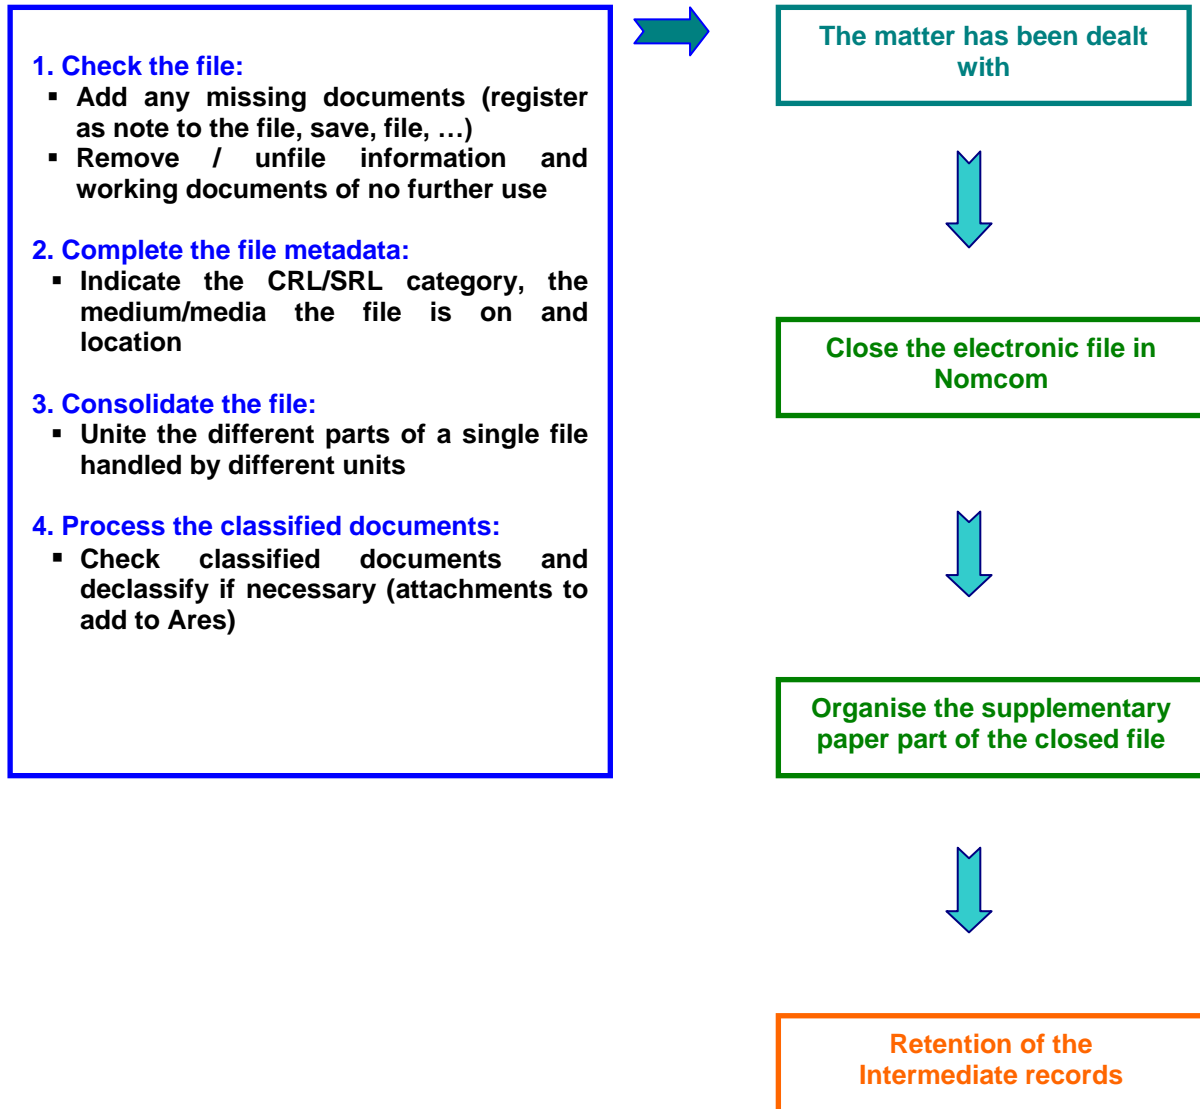 1. Check the file:
▪ Add any missing documents (register
as note to the file, save, file, …)
▪ Remove / unfile information and
working documents of no further use
2. Complete the file metadata:
▪ Indicate the CRL/SRL category, the
medium/media the file is on and
location
3. Consolidate the file:
▪ Unite the different parts of a single file
handled by different units
4. Process the classified documents:
▪ Check classified documents and
declassify if necessary (attachments to
add to Ares)
The matter has been dealt
with
Close the electronic file in
Nomcom
Organise the supplementary
paper part of the closed file
Retention of the
Intermediate records